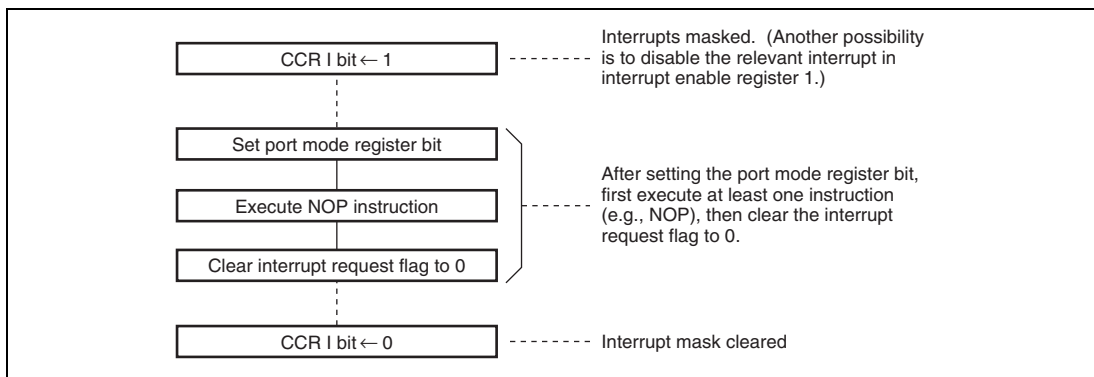 CCR I bit ← 1
Interrupts masked. (Another possibility
is to disable the relevant interrupt in
interrupt enable register 1.)
Set port mode register bit
Execute NOP instruction
Clear interrupt request flag to 0
After setting the port mode register bit,
first execute at least one instruction
(e.g., NOP), then clear the interrupt
request flag to 0.
CCR I bit ← 0
Interrupt mask cleared